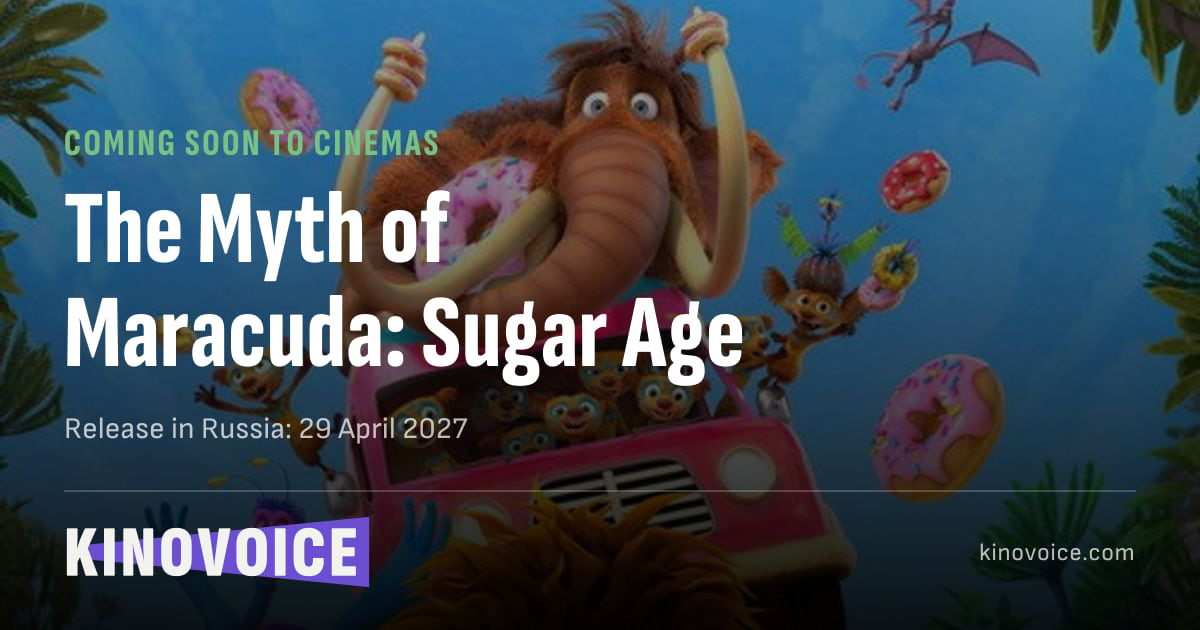 COMING SOON TO CINEMAS
The Myth of
Maracuda: Sugar Age
Release in Russia: 29 April 2027
KINOVOICE
kinovoice.com